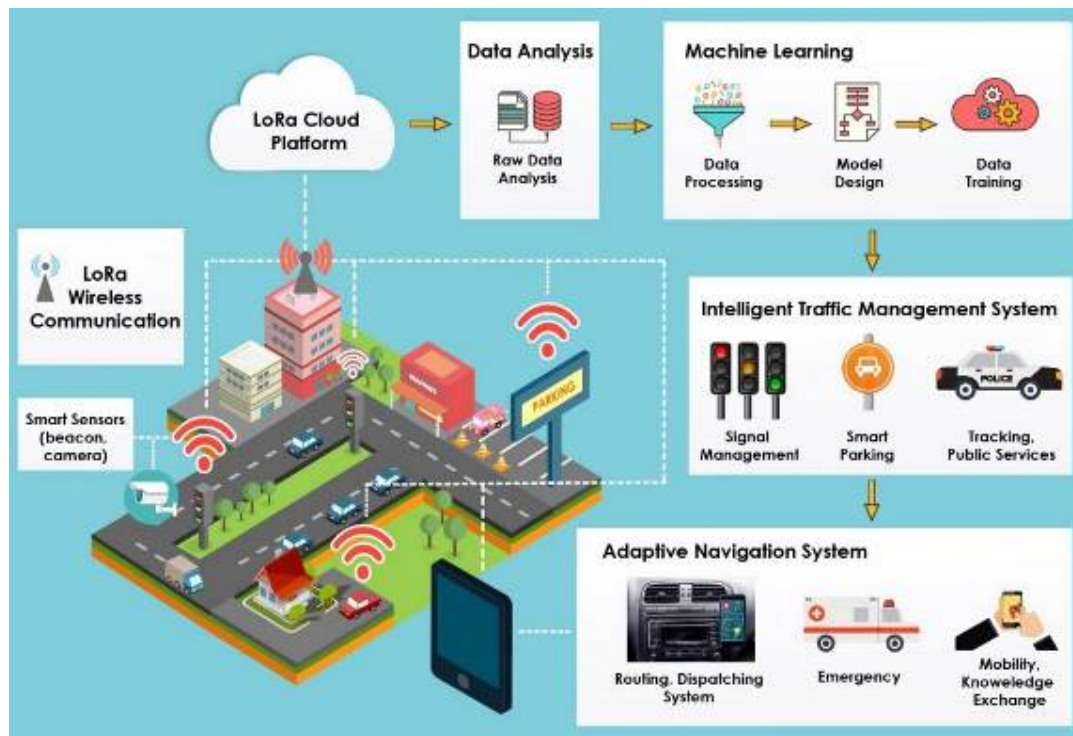 LoRa Cloud
Platform
Data Analysis
Raw Data
Analysis
Machine Learning
Data
Processing
Model
Design
Data
Training
LoRa
Wireless
Communication
Smart Sensors
(beacon,
camera)
PARKING
Intelligent Traffic Management System
Signal
Management
Smart
Parking
POLICE
Tracking,
Public Services
Adaptive Navigation System
Routing, Dispatching
System
Emergency
Mobility,
Knoweledge
Exchange